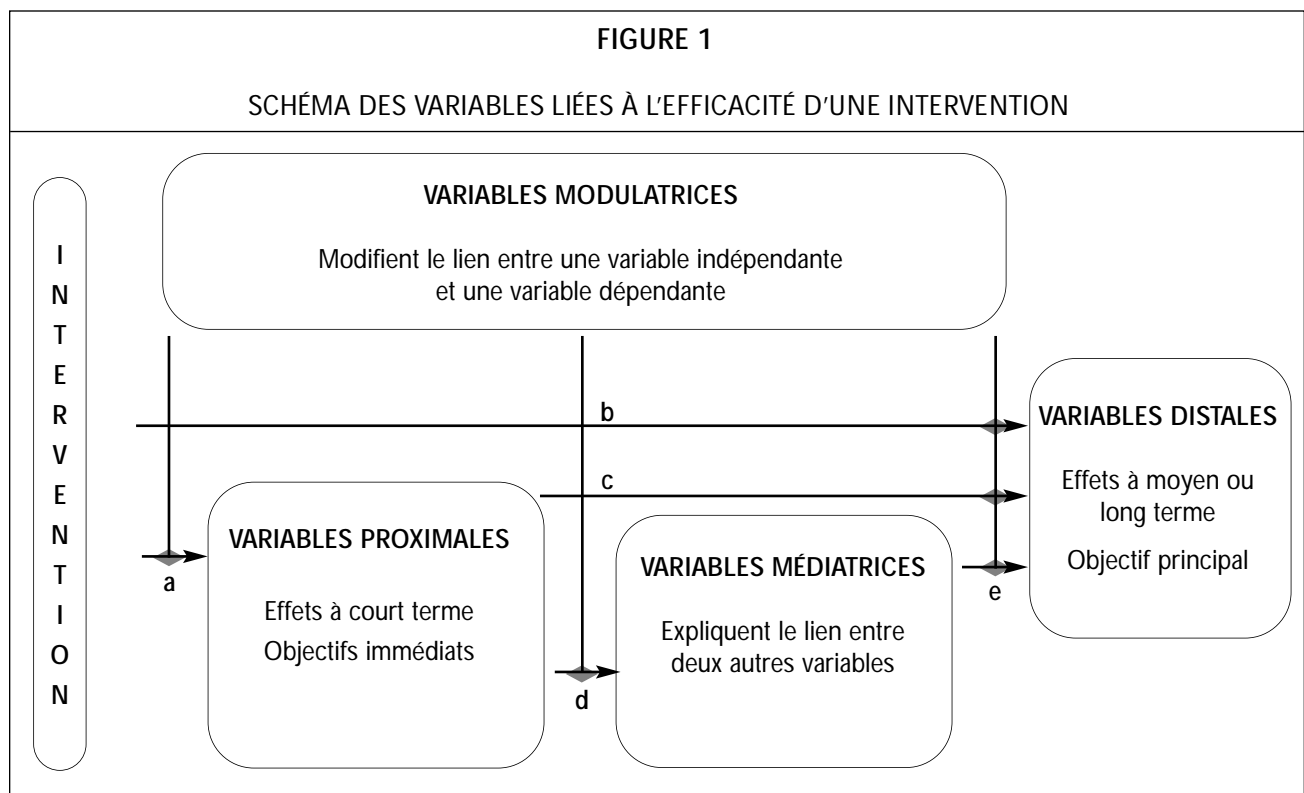 FIGURE 1
SCHÉMA DES VARIABLES LIÉES À L'EFFICACITÉ D'UNE INTERVENTION
INTERVENTION
VARIABLES MODULATRICES
Modifient le lien entre une variable indépendante
et une variable dépendante
b
VARIABLES DISTALES
Effets à moyen ou
long terme
Objectif principal
c
VARIABLES PROXIMALES
Effets à court terme
Objectifs immédiats
a
VARIABLES MÉDIATRICES
Expliquent le lien entre
deux autres variables
e
d